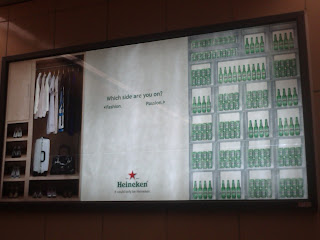 Which side are you on?
◂Fashion Passion▸
Heineken